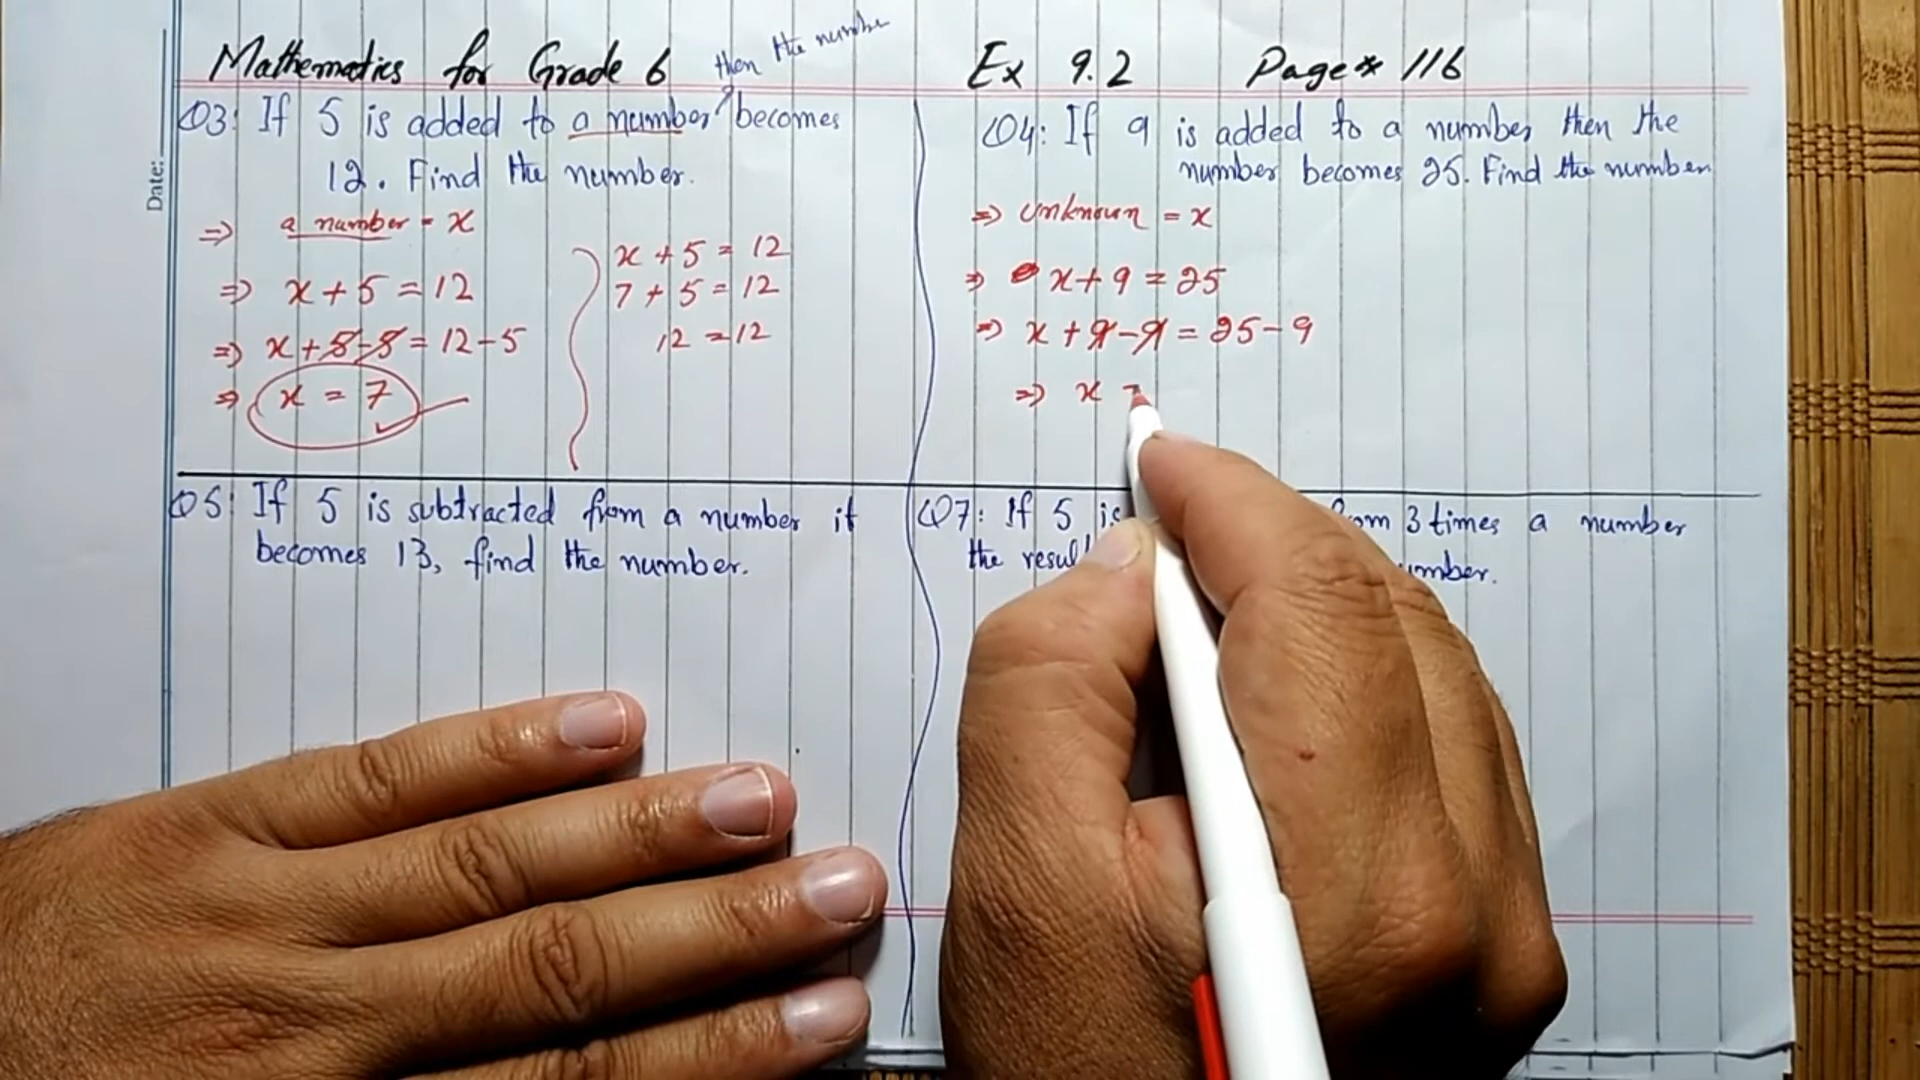 Mathematics for Grade 6
Ex 9.2 Page* 116
Date:
then the number
Q3: If 5 is added to a number becomes
12. Find the number.
⇒ a number = x
⇒ x + 5 = 12
⇒ x + 5 - 5 = 12 - 5
⇒ x = 7
x + 5 = 12
7 + 5 = 12
12 = 12
Q4: If 9 is added to a number then the
number becomes 25. Find the number
⇒ unknown = x
⇒ x + 9 = 25
⇒ x + 9 - 9 = 25 - 9
⇒ x
Q5: If 5 is subtracted from a number it
becomes 13, find the number.
Q7: If 5 is from 3 times a number
the resul umber.